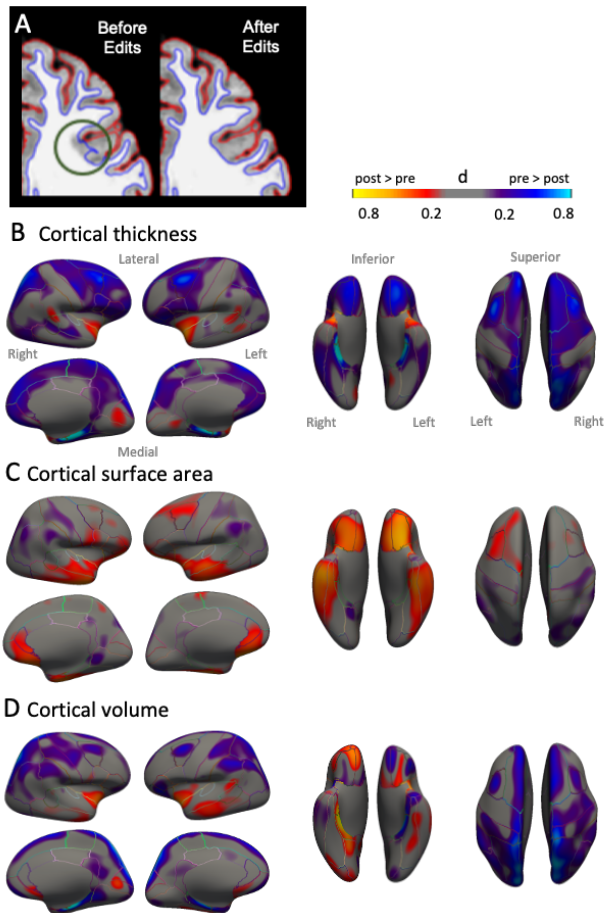 A
Before
Edits
After
Edits
post > pre d pre > post
0.8 0.2 0.2 0.8
B Cortical thickness
Lateral
Inferior
Superior
Right
Left
Medial
Right
Left
Left
Right
C Cortical surface area
D Cortical volume